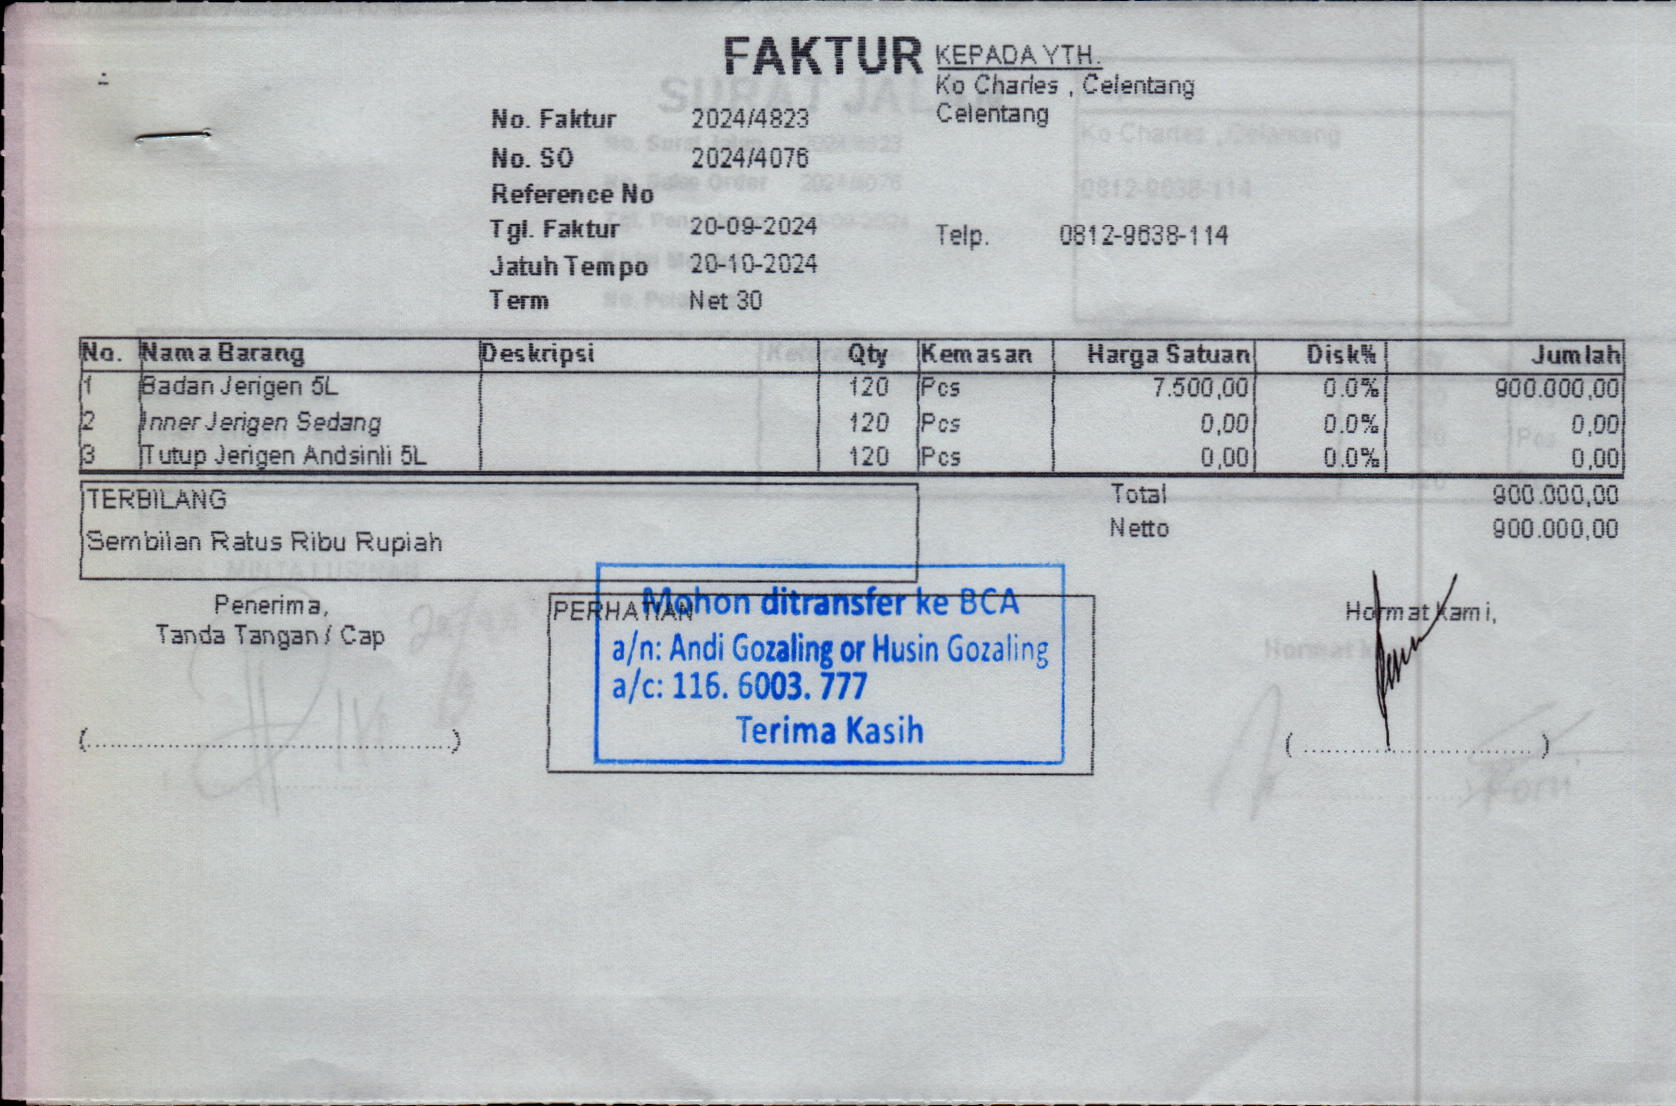 FAKTUR
KEPADA YTH.
Ko Charles , Celentang
Celentang
No. Faktur 2024/4823
No. SO 2024/4076
Reference No
Tgl. Faktur 20-09-2024
Telp. 0812-9638-114
Jatuh Tempo 20-10-2024
Term Net 30
No. Nama Barang Deskripsi Qty Kemasan Harga Satuan Disk% Jumlah
1 Badan Jerigen 5L 120 Pcs 7.500,00 0.0% 900.000,00
2 Inner Jerigen Sedang 120 Pcs 0,00 0.0% 0,00
3 Tutup Jerigen Andsinli 5L 120 Pcs 0,00 0.0% 0,00
TERBILANG
Sembilan Ratus Ribu Rupiah
Total 900.000,00
Netto 900.000,00
Penerima,
Tanda Tangan / Cap
PERHATIAN
Mohon ditransfer ke BCA
a/n: Andi Gozaling or Husin Gozaling
a/c: 116. 6003. 777
Terima Kasih
Hormat Kami,